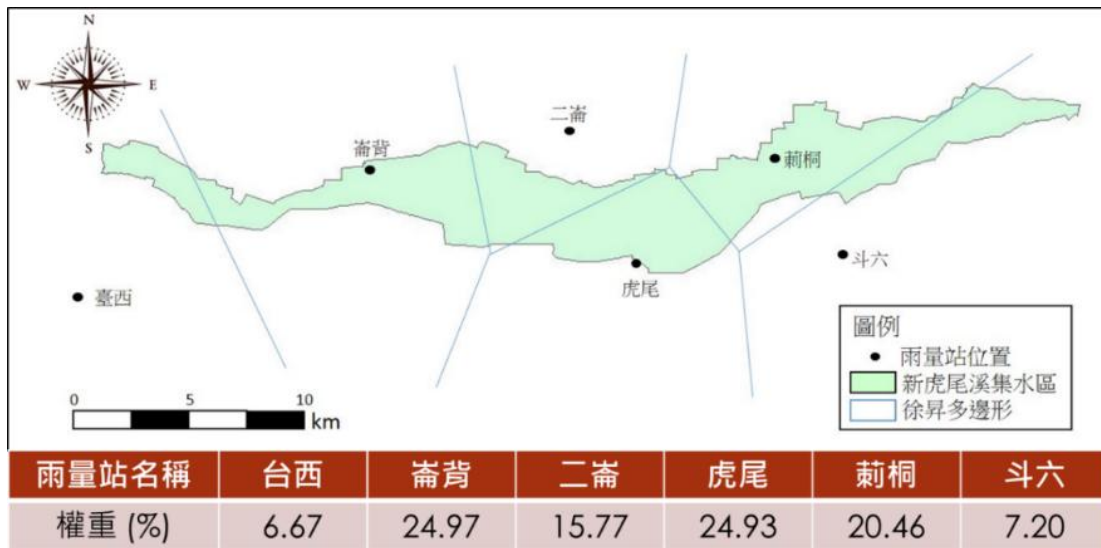 N
W E
S
二崙
崙背
莿桐
斗六
虎尾
臺西
圖例
雨量站位置
新虎尾溪集水區
徐昇多邊形
0 5 10
km
雨量站名稱 台西 崙背 二崙 虎尾 莿桐 斗六
權重 (%) 6.67 24.97 15.77 24.93 20.46 7.20